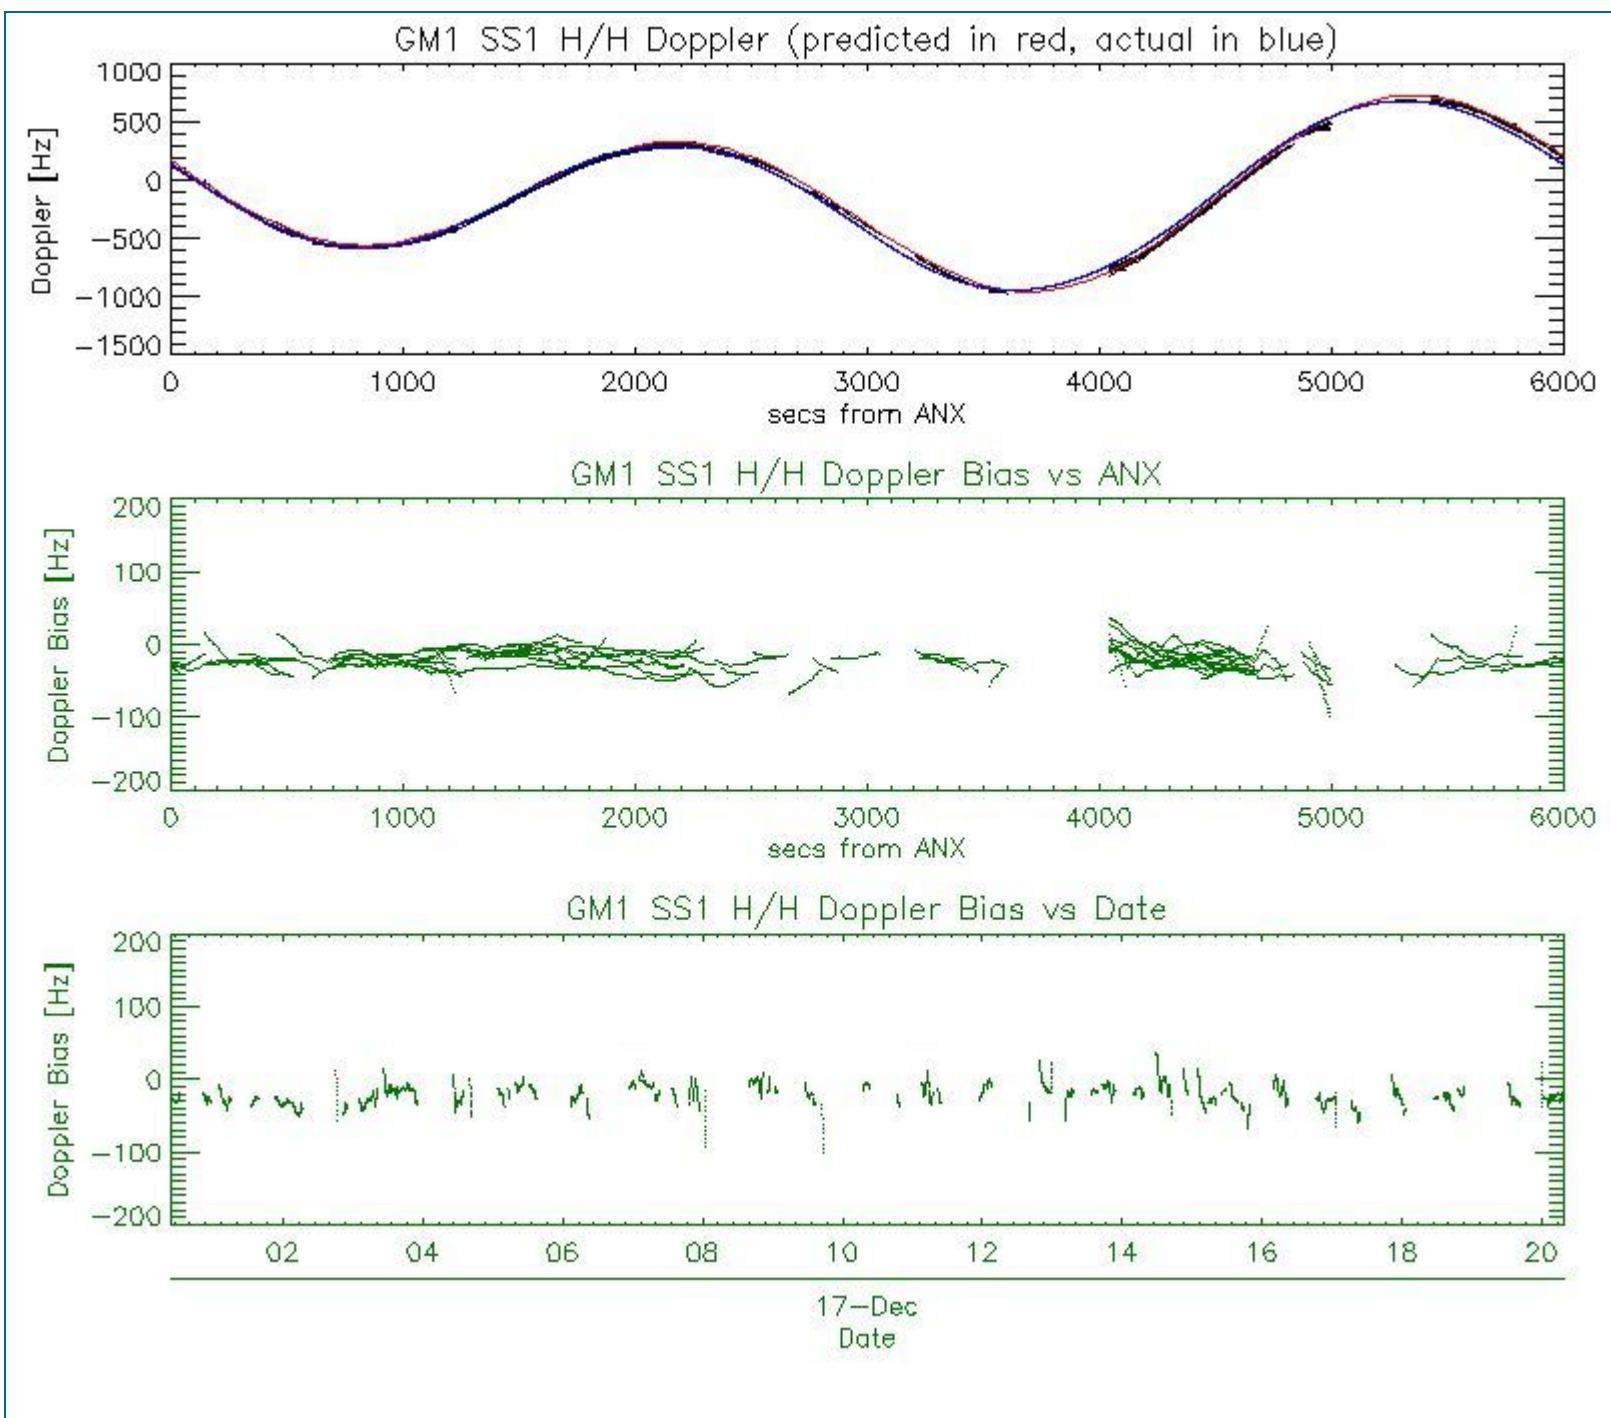 GM1 SS1 H/H Doppler (predicted in red, actual in blue)
Doppler [Hz]
1000
500
0
-500
-1000
-1500
0 1000 2000 3000 4000 5000 6000
secs from ANX
GM1 SS1 H/H Doppler Bias vs ANX
Doppler Bias [Hz]
200
100
0
-100
-200
0 1000 2000 3000 4000 5000 6000
secs from ANX
GM1 SS1 H/H Doppler Bias vs Date
Doppler Bias [Hz]
200
100
0
-100
-200
02 04 06 08 10 12 14 16 18 20
17-Dec
Date